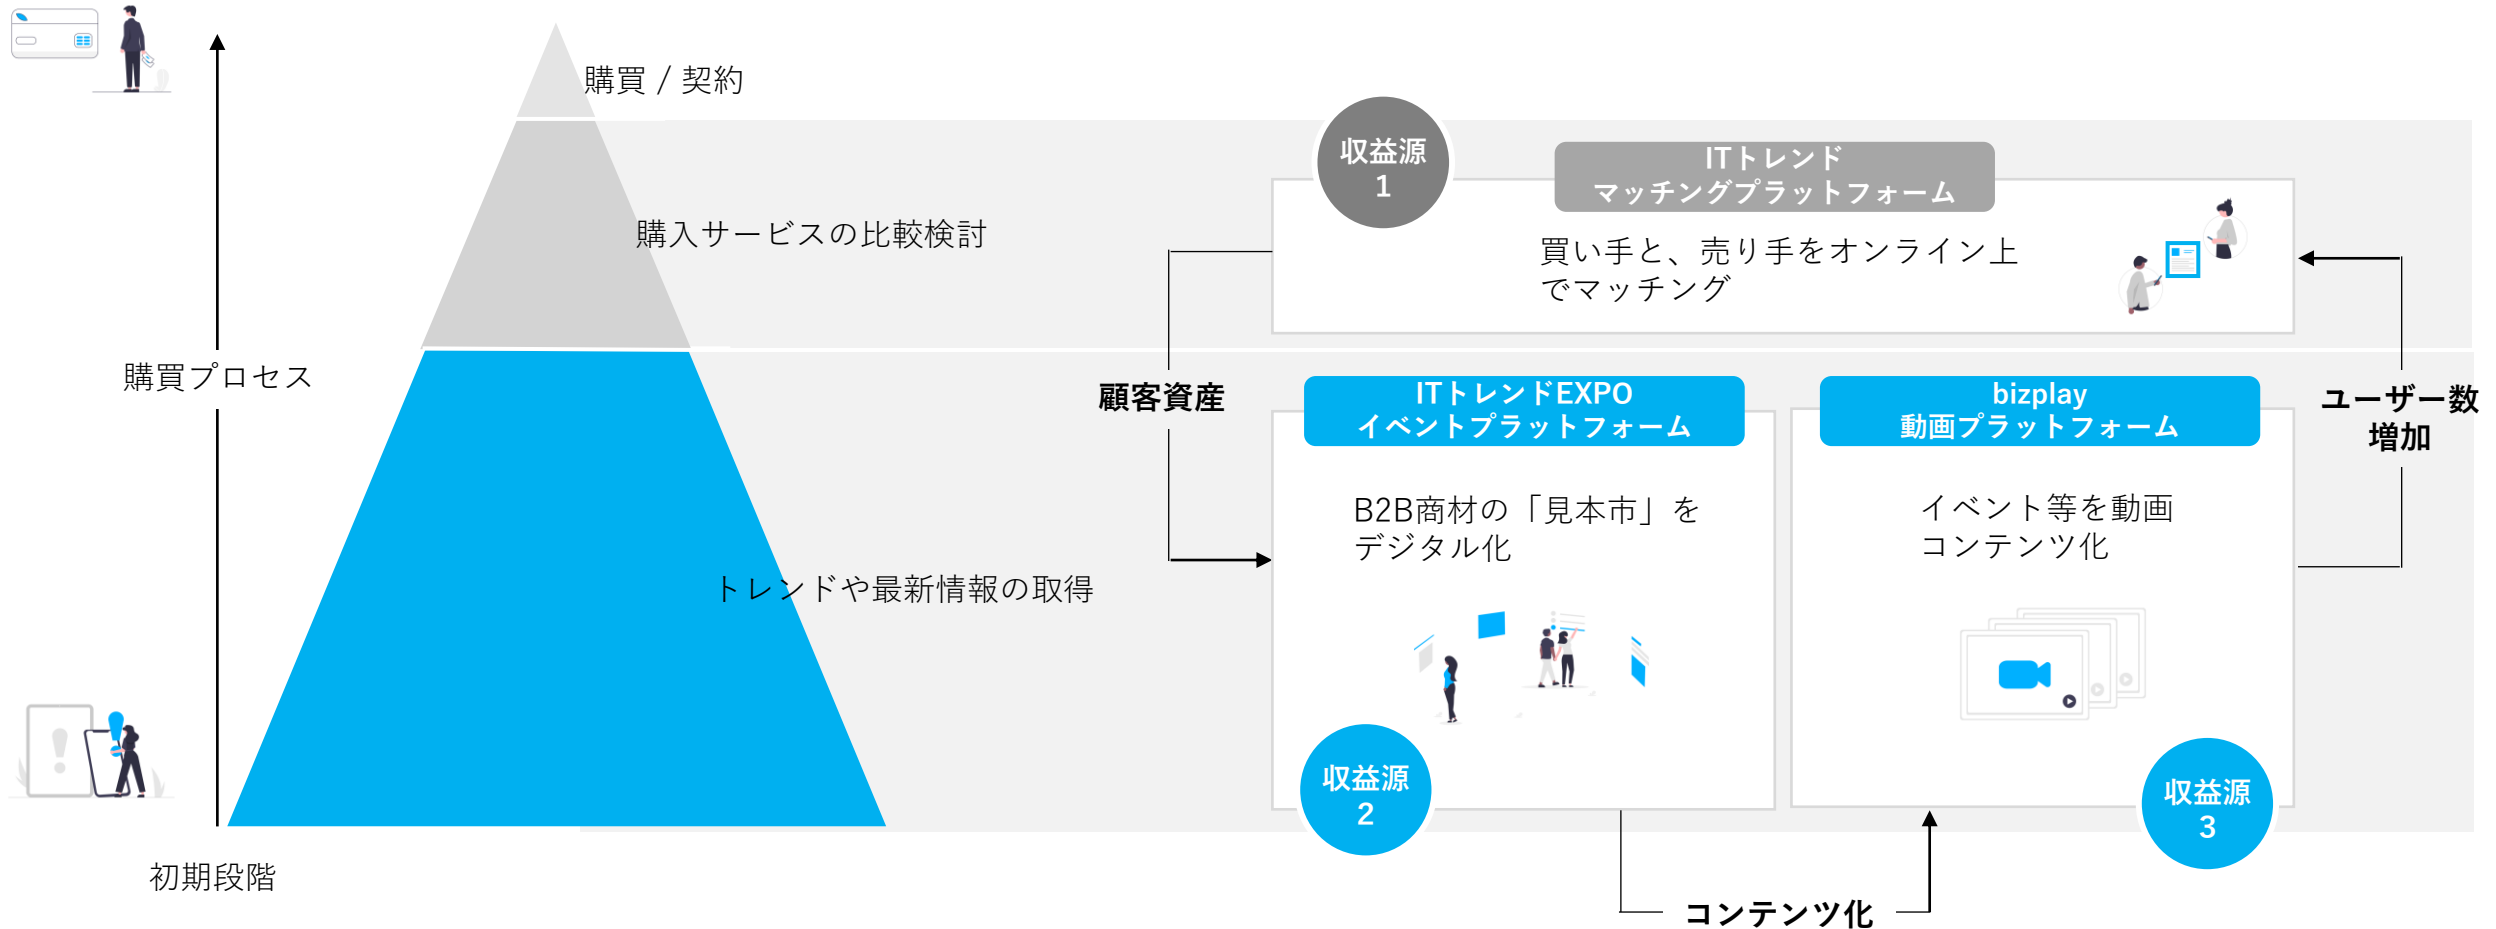 購買 / 契約
購入サービスの比較検討
購買プロセス
トレンドや最新情報の取得
初期段階
収益源
1
ITトレンド
マッチングプラットフォーム
買い手と、売り手をオンライン上
でマッチング
顧客資産
ITトレンドEXPO
イベントプラットフォーム
B2B商材の「見本市」を
デジタル化
収益源
2
bizplay
動画プラットフォーム
イベント等を動画
コンテンツ化
収益源
3
ユーザー数
増加
コンテンツ化